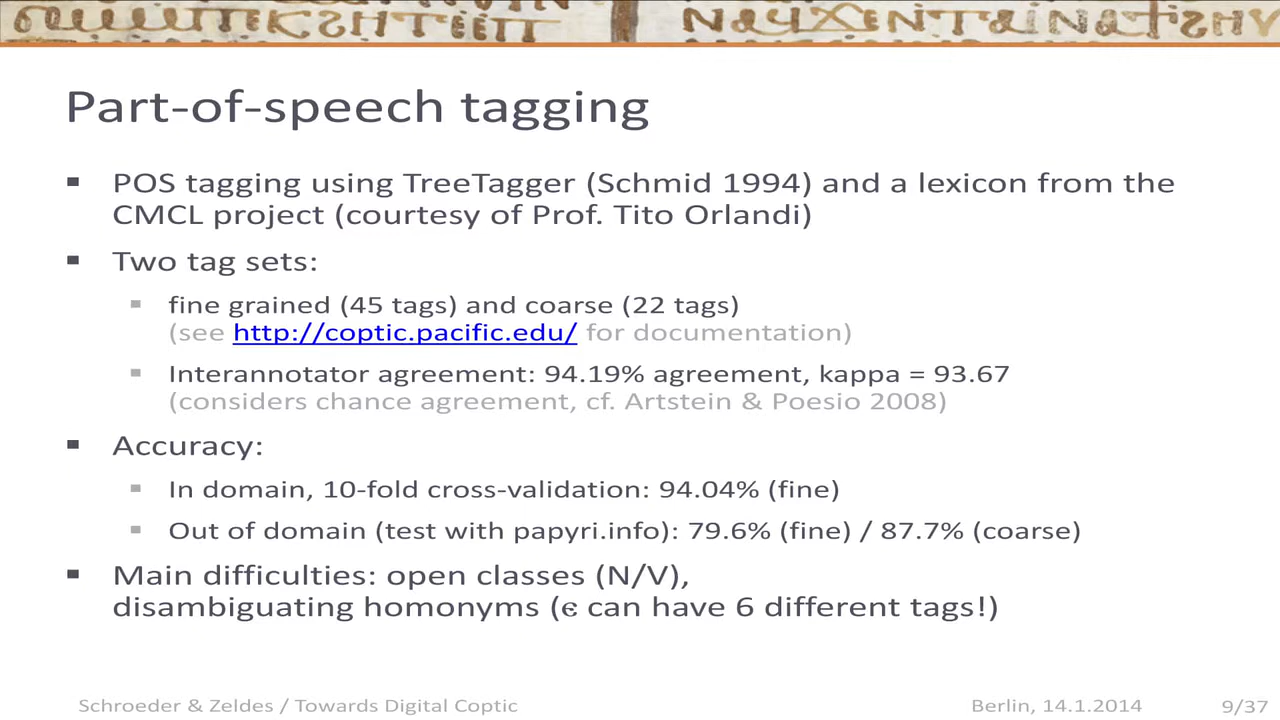 Part-of-speech tagging
▪ POS tagging using TreeTagger (Schmid 1994) and a lexicon from the
CMCL project (courtesy of Prof. Tito Orlandi)
▪ Two tag sets:
▪ fine grained (45 tags) and coarse (22 tags)
(see http://coptic.pacific.edu/ for documentation)
▪ Interannotator agreement: 94.19% agreement, kappa = 93.67
(considers chance agreement, cf. Artstein & Poesio 2008)
▪ Accuracy:
▪ In domain, 10-fold cross-validation: 94.04% (fine)
▪ Out of domain (test with papyri.info): 79.6% (fine) / 87.7% (coarse)
▪ Main difficulties: open classes (N/V),
disambiguating homonyms (ⲉ can have 6 different tags!)
Schroeder & Zeldes / Towards Digital Coptic
Berlin, 14.1.2014
9/37